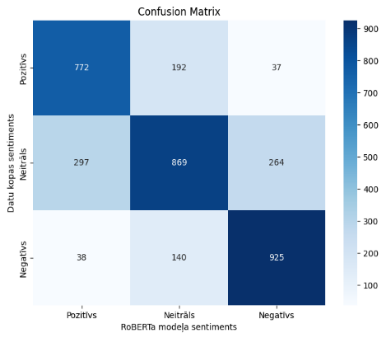 Confusion Matrix
Datu kopas sentiments
Pozitīvs
772 192 37
Neitrāls
297 869 264
Negatīvs
38 140 925
Pozitīvs Neitrāls Negatīvs
RoBERTa modeļa sentiments
900
800
700
600
500
400
300
200
100